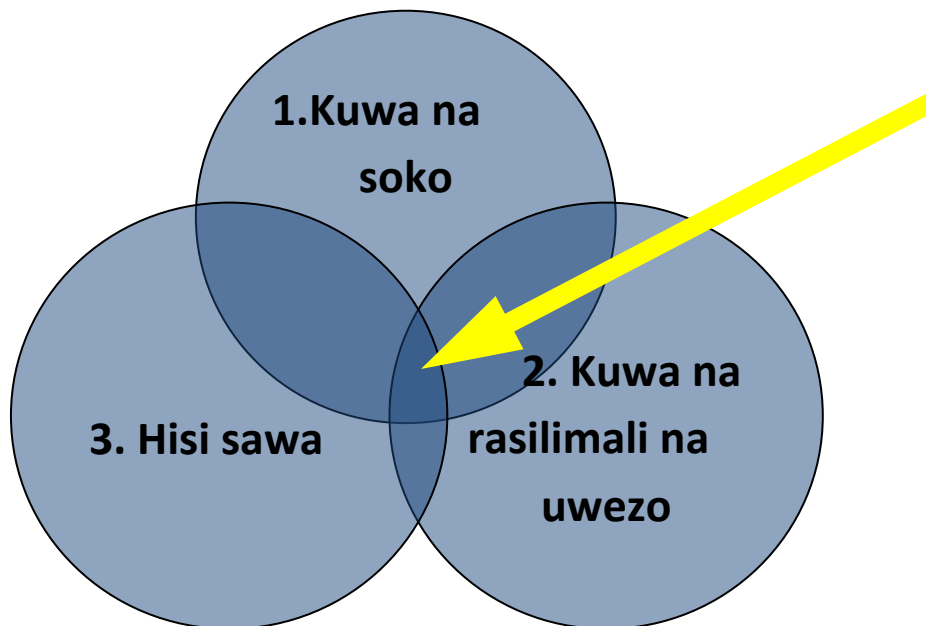 1.Kuwa na
soko
2. Kuwa na
rasilimali na
uwezo
3. Hisi sawa